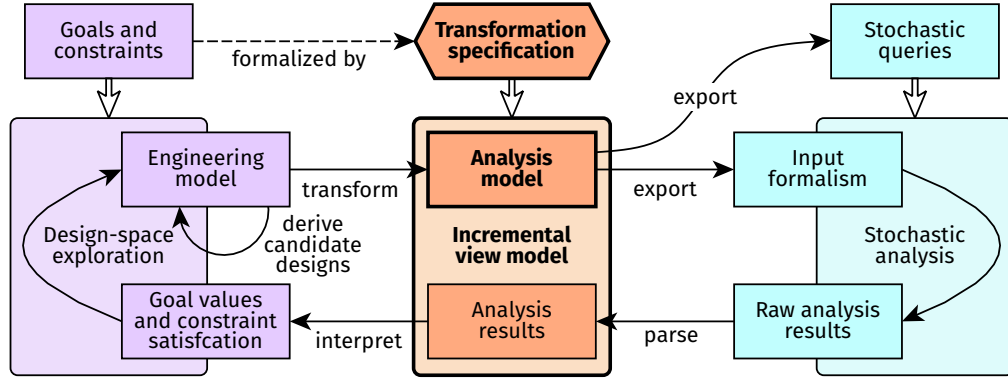 Goals and
constraints
formalized by
Transformation
specification
Stochastic
queries
export
Engineering
model
transform
Analysis
model
export
Input
formalism
derive
candidate
designs
Design-space
exploration
Incremental
view model
Stochastic
analysis
Goal values
and constraint
satisfcation
interpret
Analysis
results
parse
Raw analysis
results